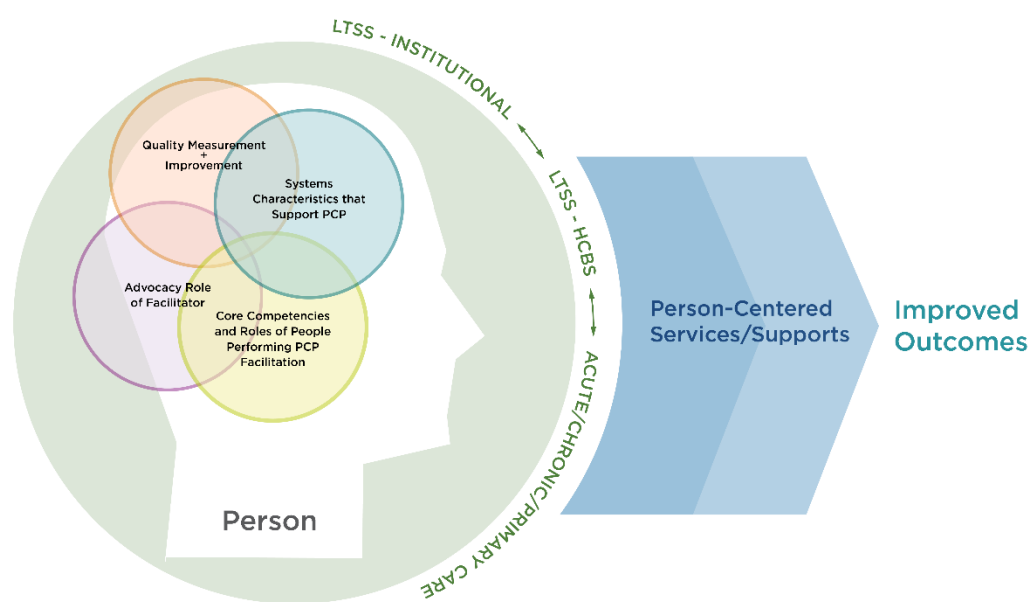 LTSS - INSTITUTIONAL
LTSS - HCBS
ACUTE/CHRONIC/PRIMARY CARE
Quality Measurement
+
Improvement
Systems
Characteristics that
Support PCP
Advocacy Role
of Facilitator
Core Competencies
and Roles of People
Performing PCP
Facilitation
Person
Person-Centered
Services/Supports
Improved
Outcomes